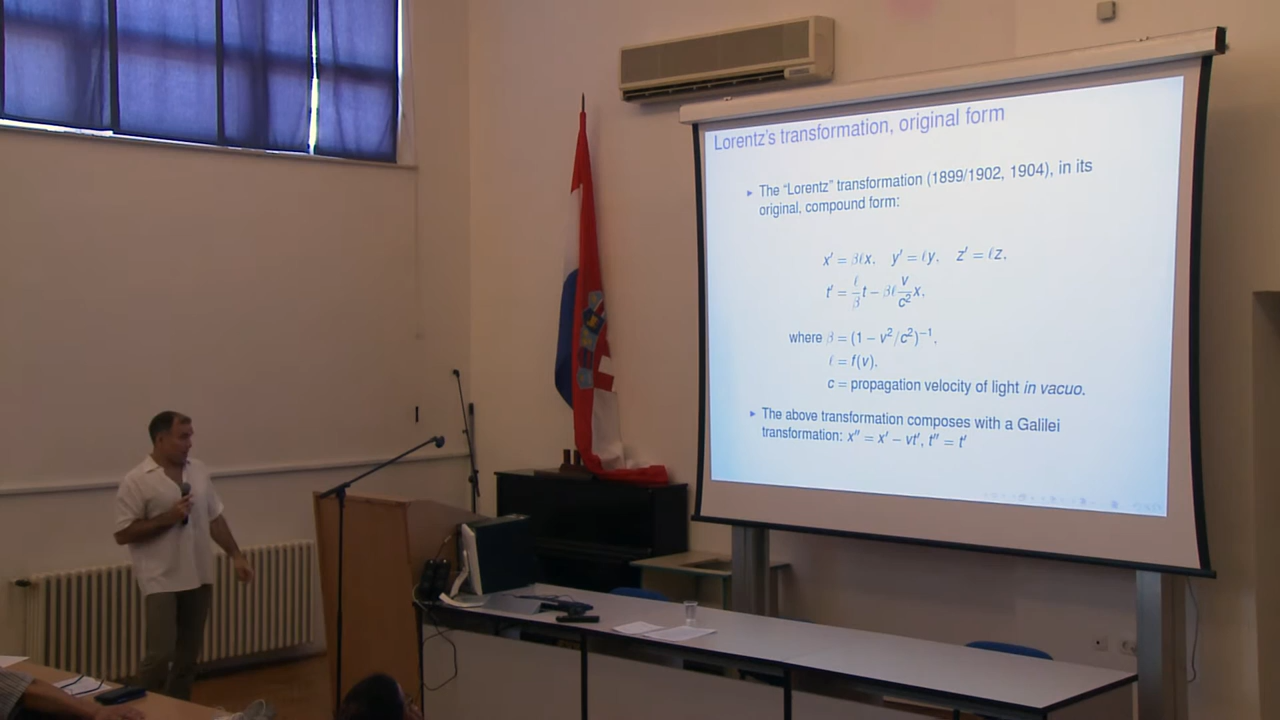 Lorentz's transformation, original form
▸ The "Lorentz" transformation (1899/1902, 1904), in its
original, compound form:
x′ = βℓx, y′ = ℓy, z′ = ℓz,
t′ = ℓ/β t − βℓ v/c² x,
where β = (1 − v²/c²)⁻¹,
ℓ = f(v),
c = propagation velocity of light in vacuo.
▸ The above transformation composes with a Galilei
transformation: x″ = x′ − vt′, t″ = t′